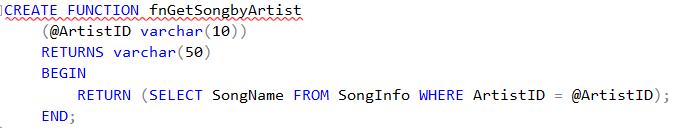 CREATE FUNCTION fnGetSongbyArtist
(@ArtistID varchar(10))
RETURNS varchar(50)
BEGIN
RETURN (SELECT SongName FROM SongInfo WHERE ArtistID = @ArtistID);
END;